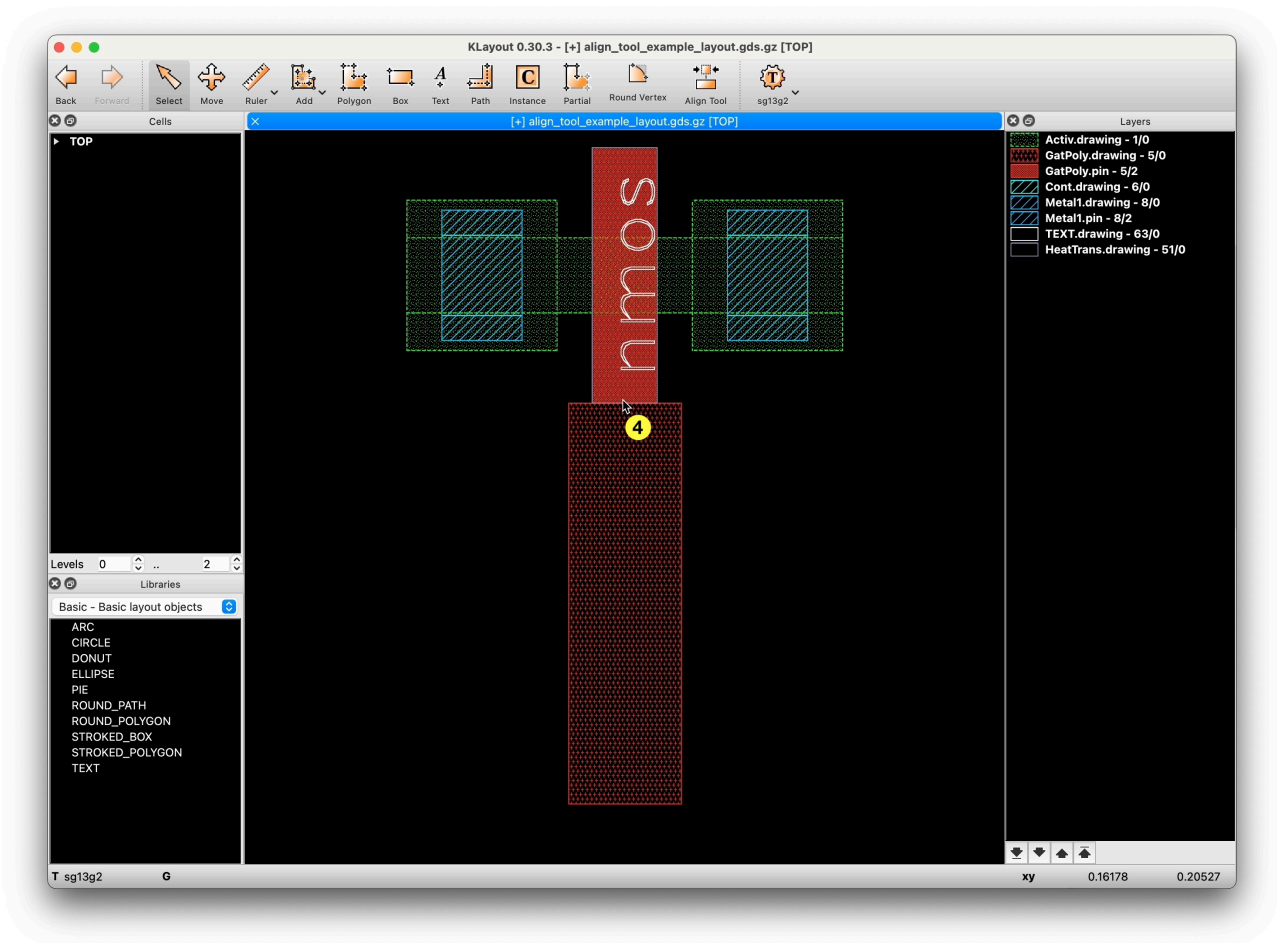 KLayout 0.30.3 - [+] align_tool_example_layout.gds.gz [TOP]
Back
Forward
Select
Move
Ruler
Add
Polygon
Box
Text
Path
Instance
Partial
Round Vertex
Align Tool
sg13g2
Cells
[+] align_tool_example_layout.gds.gz [TOP]
Layers
TOP
Activ.drawing - 1/0
GatPoly.drawing - 5/0
GatPoly.pin - 5/2
Cont.drawing - 6/0
Metal1.drawing - 8/0
Metal1.pin - 8/2
TEXT.drawing - 63/0
HeatTrans.drawing - 51/0
nmos
4
Levels 0 .. 2
Libraries
Basic - Basic layout objects
ARC
CIRCLE
DONUT
ELLIPSE
PIE
ROUND_PATH
ROUND_POLYGON
STROKED_BOX
STROKED_POLYGON
TEXT
T sg13g2 G xy 0.16178 0.20527